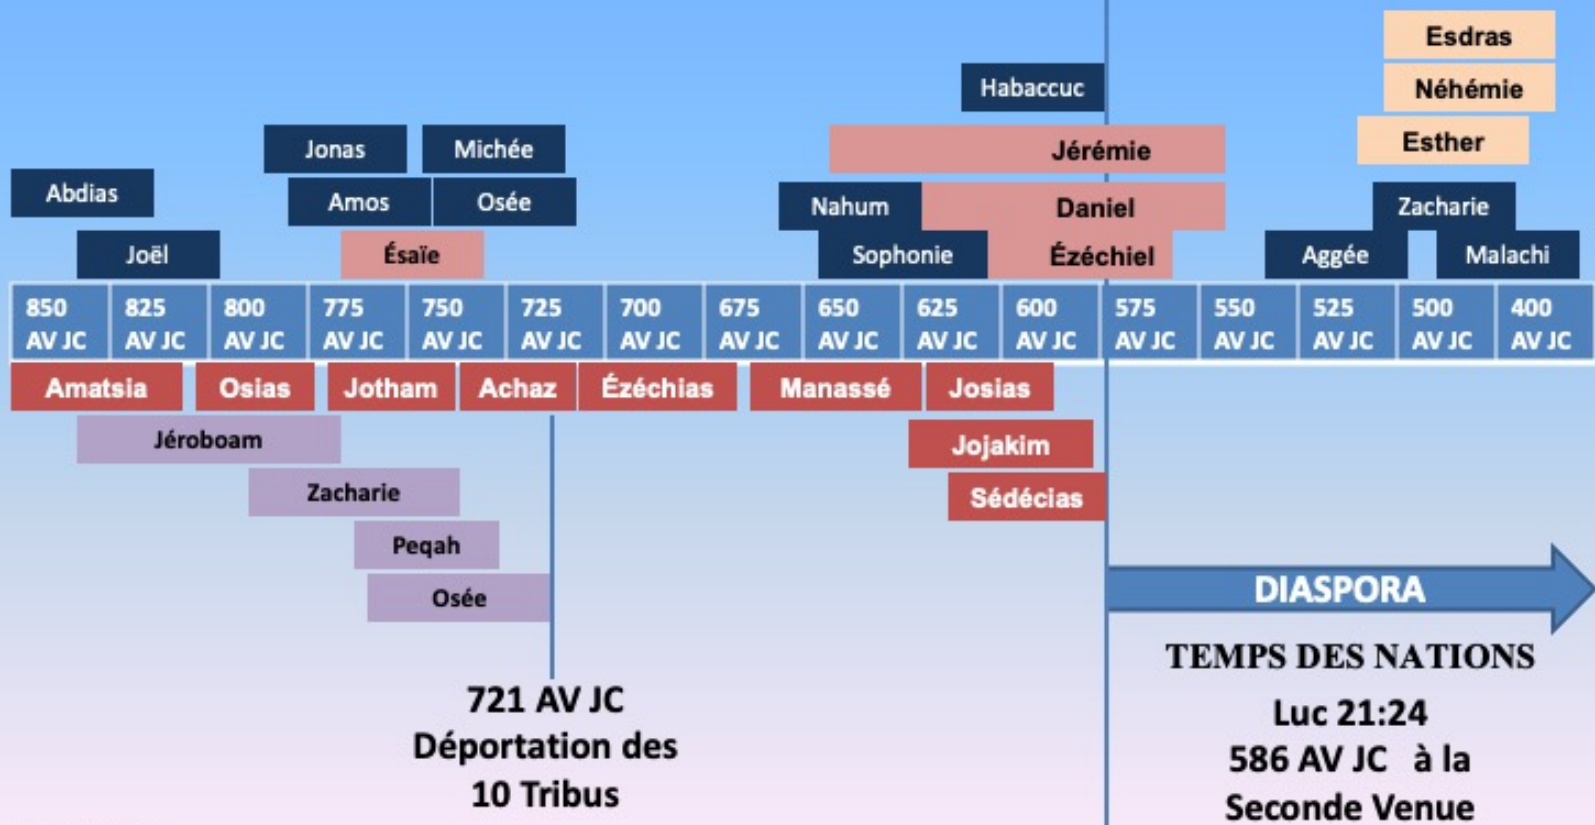 Esdras
Habaccuc
Néhémie
Jonas
Michée
Jérémie
Esther
Abdias
Amos
Osée
Nahum
Daniel
Zacharie
Joël
Ésaïe
Sophonie
Ézéchiel
Aggée
Malachi
850 825 800 775 750 725 700 675 650 625 600 575 550 525 500 400
AV JC AV JC AV JC AV JC AV JC AV JC AV JC AV JC AV JC AV JC AV JC AV JC AV JC AV JC AV JC AV JC
Amatsia Osias Jotham Achaz Ézéchias Manassé Josias
Jéroboam
Jojakim
Zacharie
Sédécias
Peqah
Osée
DIASPORA
TEMPS DES NATIONS
721 AV JC
Déportation des
10 Tribus
Luc 21:24
586 AV JC à la
Seconde Venue